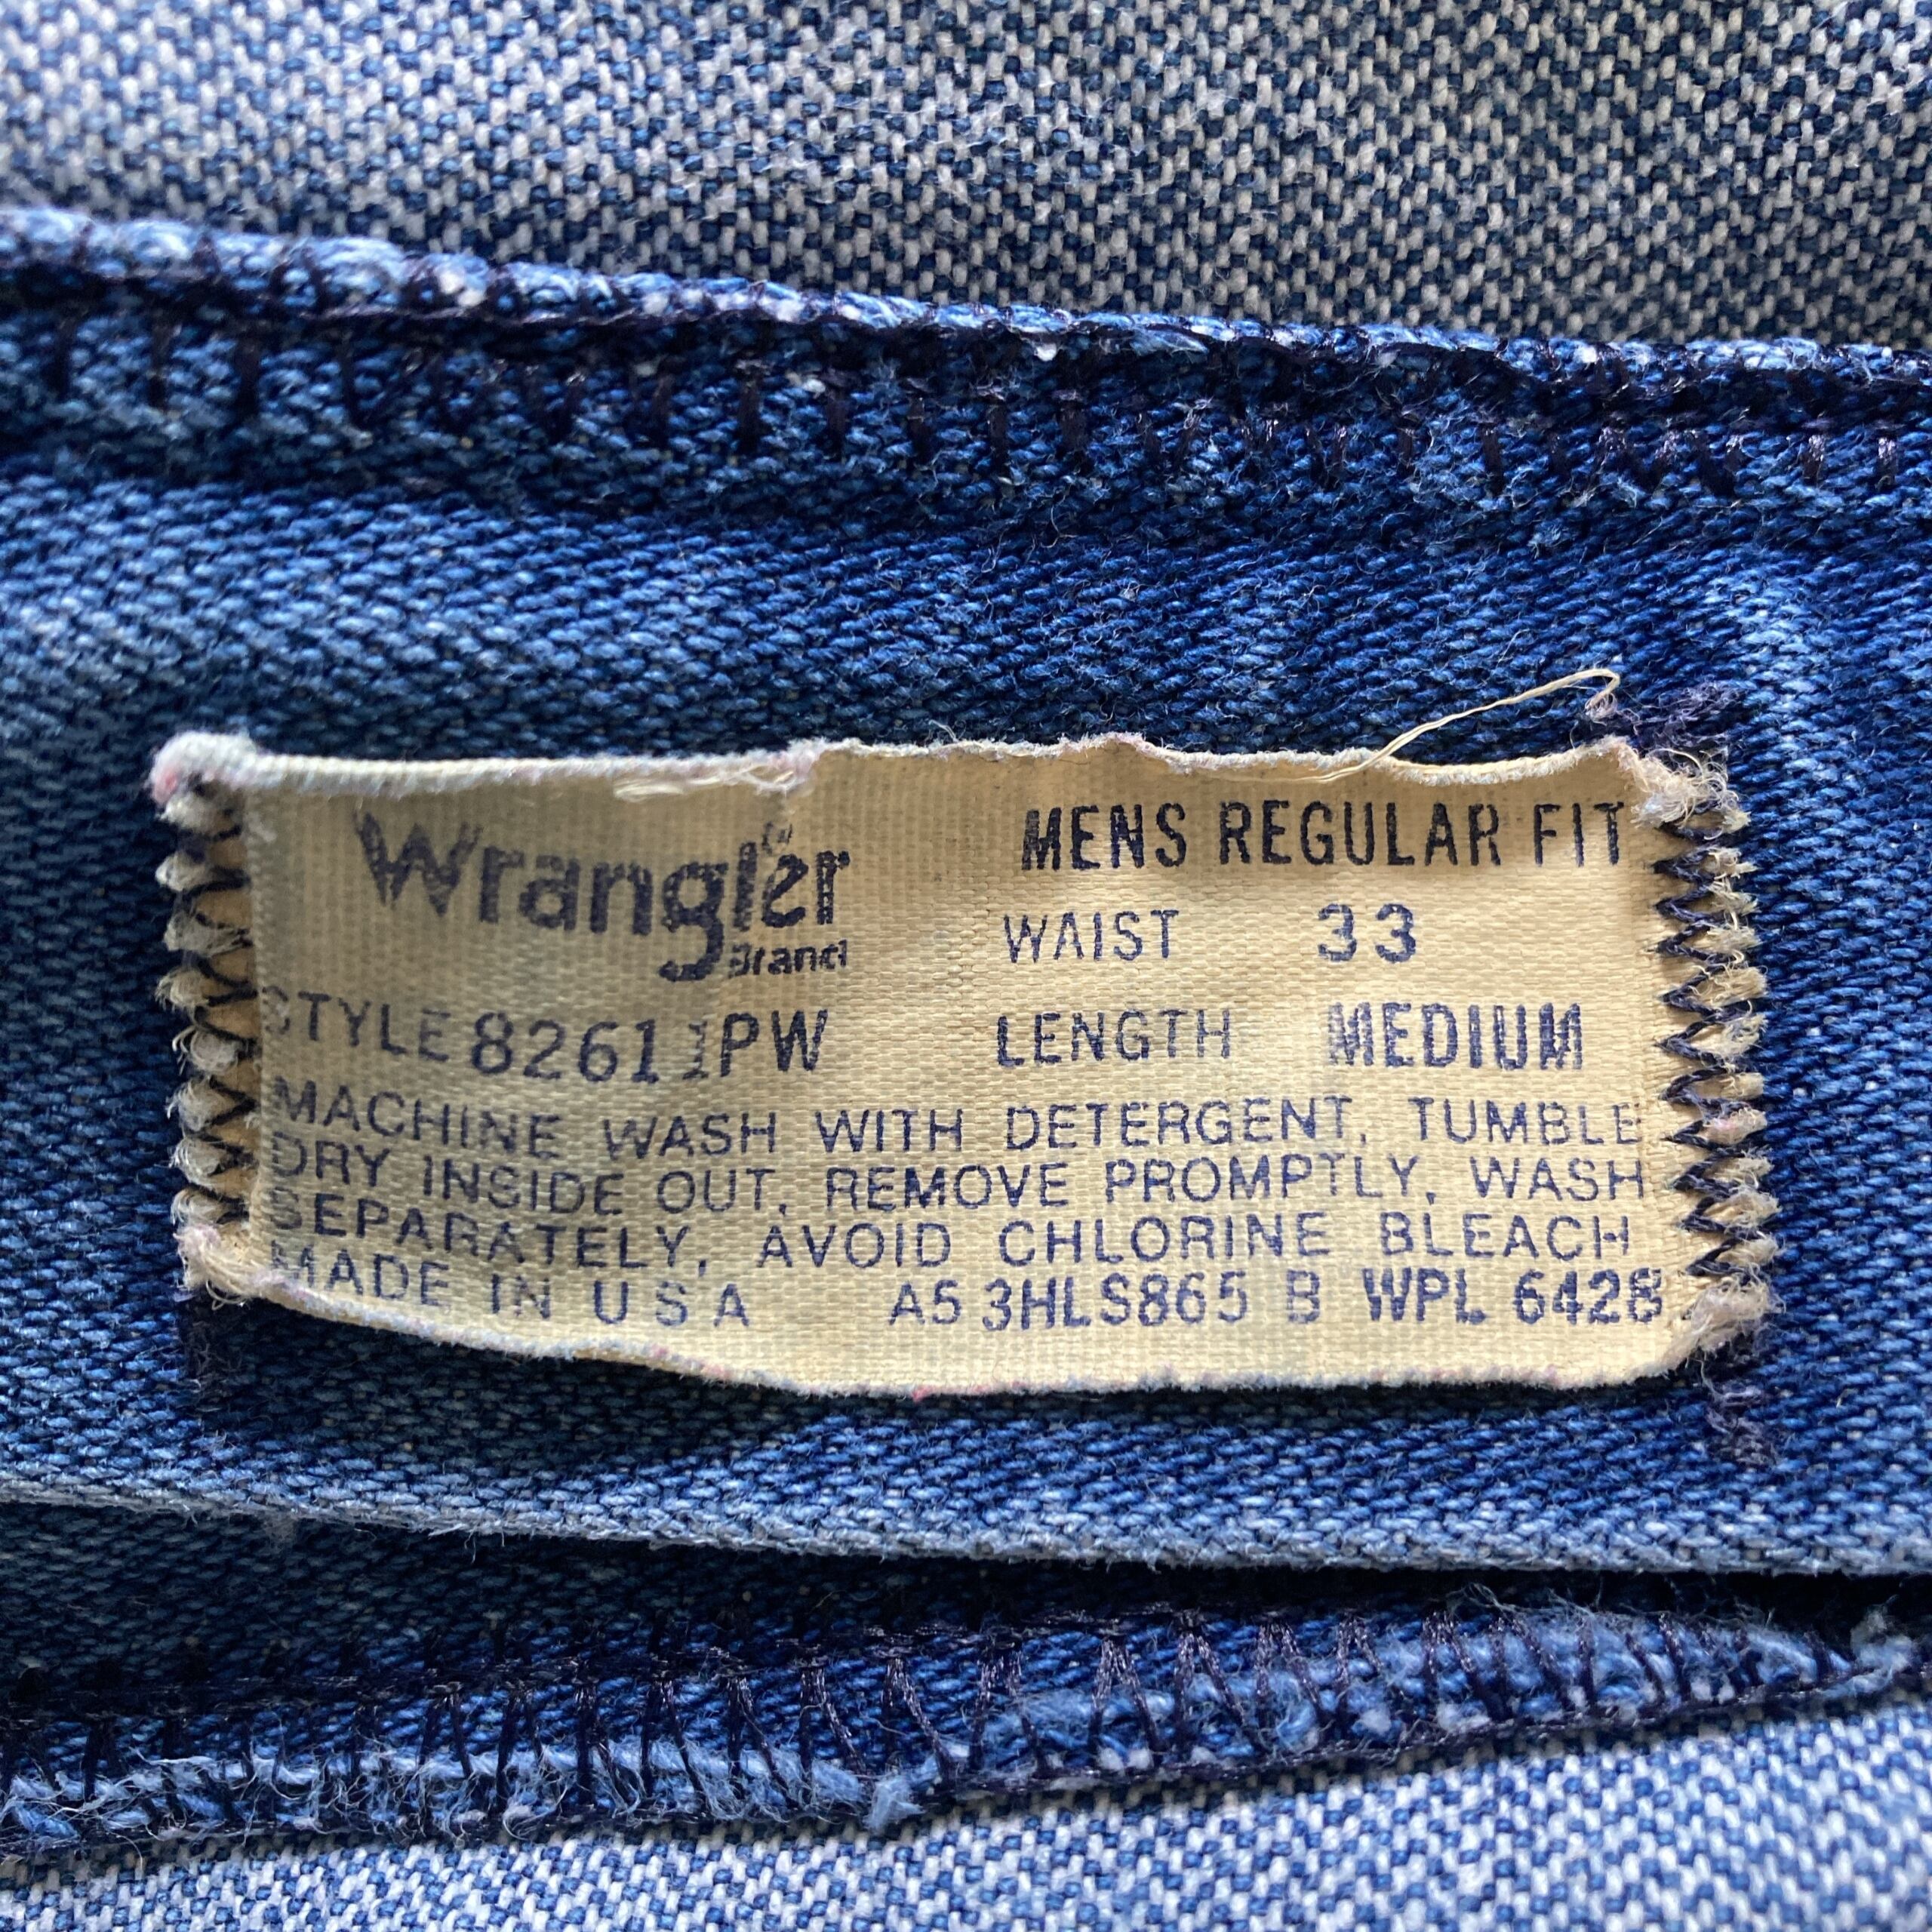 Wrangler MENS REGULAR FIT
Brand WAIST 33
STYLE 82611PW LENGTH MEDIUM
MACHINE WASH WITH DETERGENT, TUMBLE
DRY INSIDE OUT, REMOVE PROMPTLY, WASH
SEPARATELY, AVOID CHLORINE BLEACH
MADE IN U S A A5 3HLS865 B WPL 6428